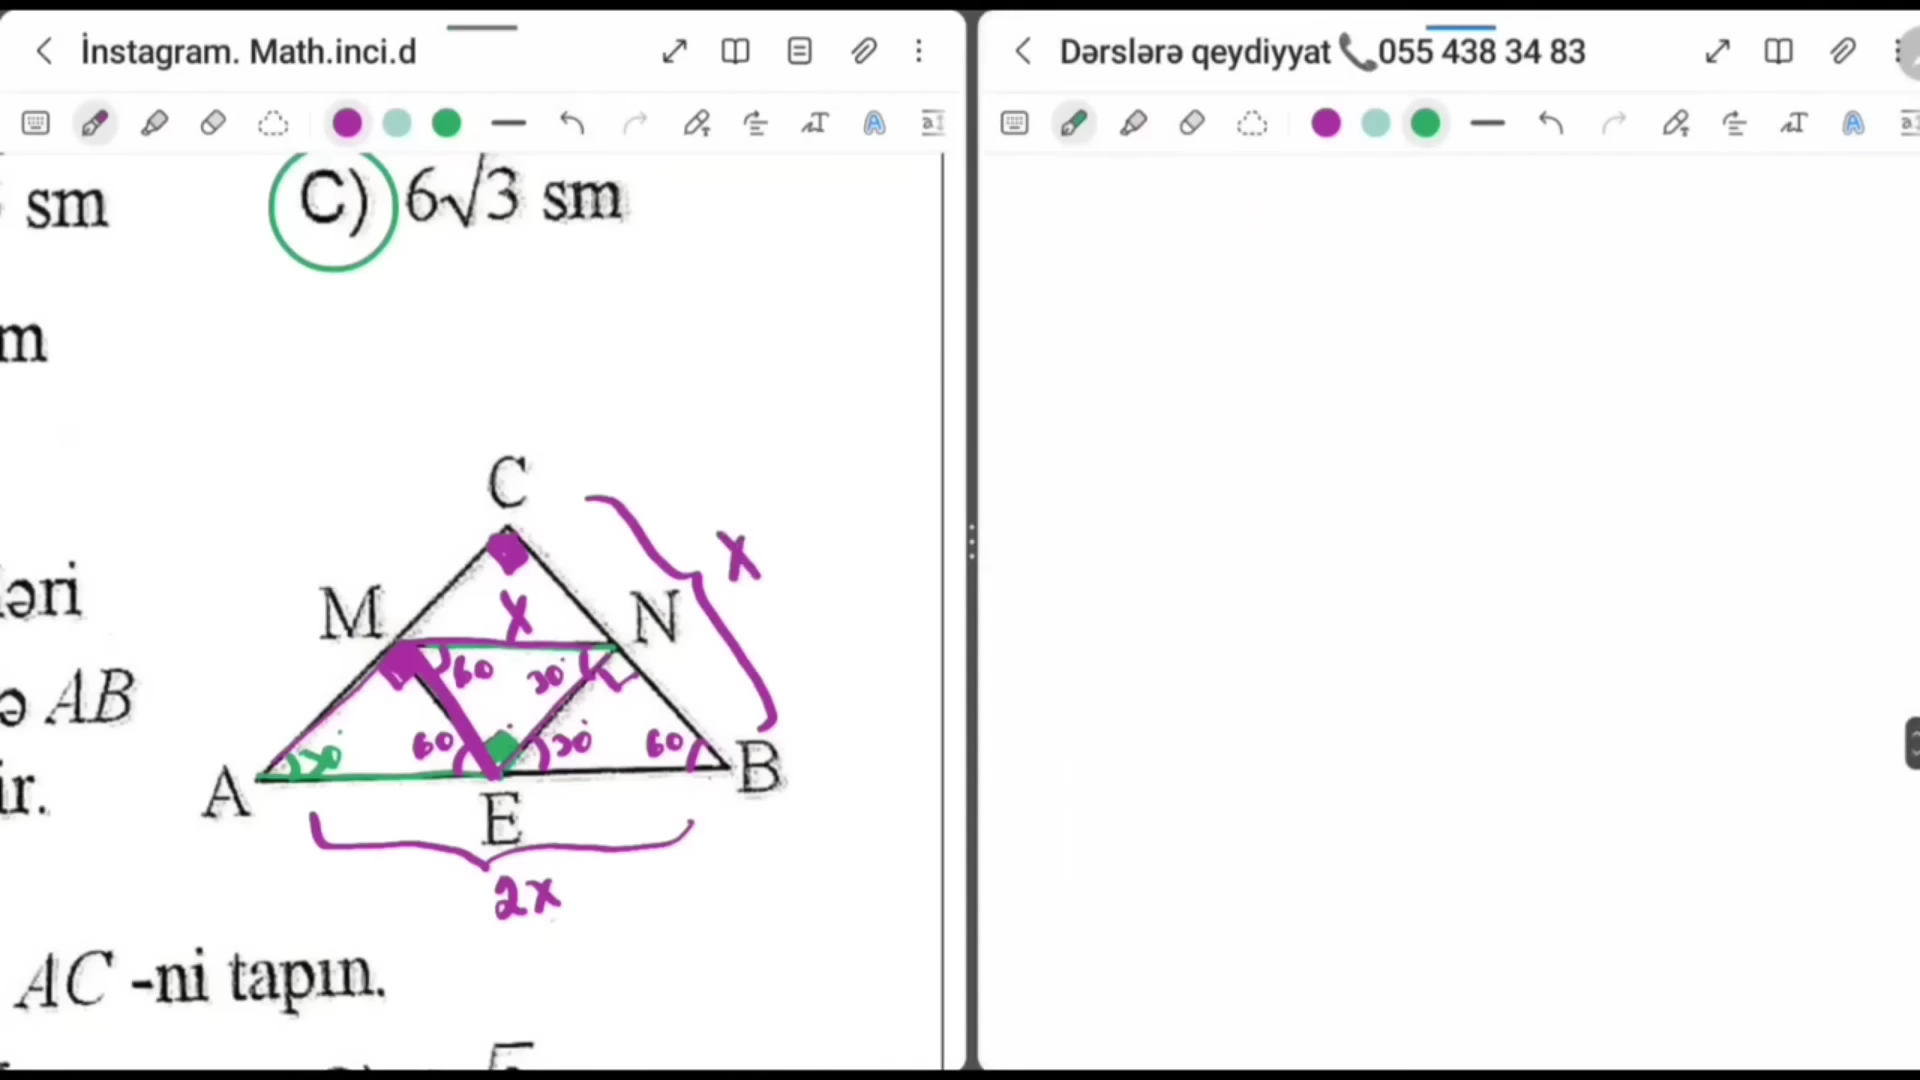 İnstagram. Math.inci.d
sm C) 6√3 sm
m
C
X
M X N
60 30
əri
ə AB
30 60 30 60
A E B
ir.
2x
AC -ni tapın.
Dərslərə qeydiyyat 📞055 438 34 83